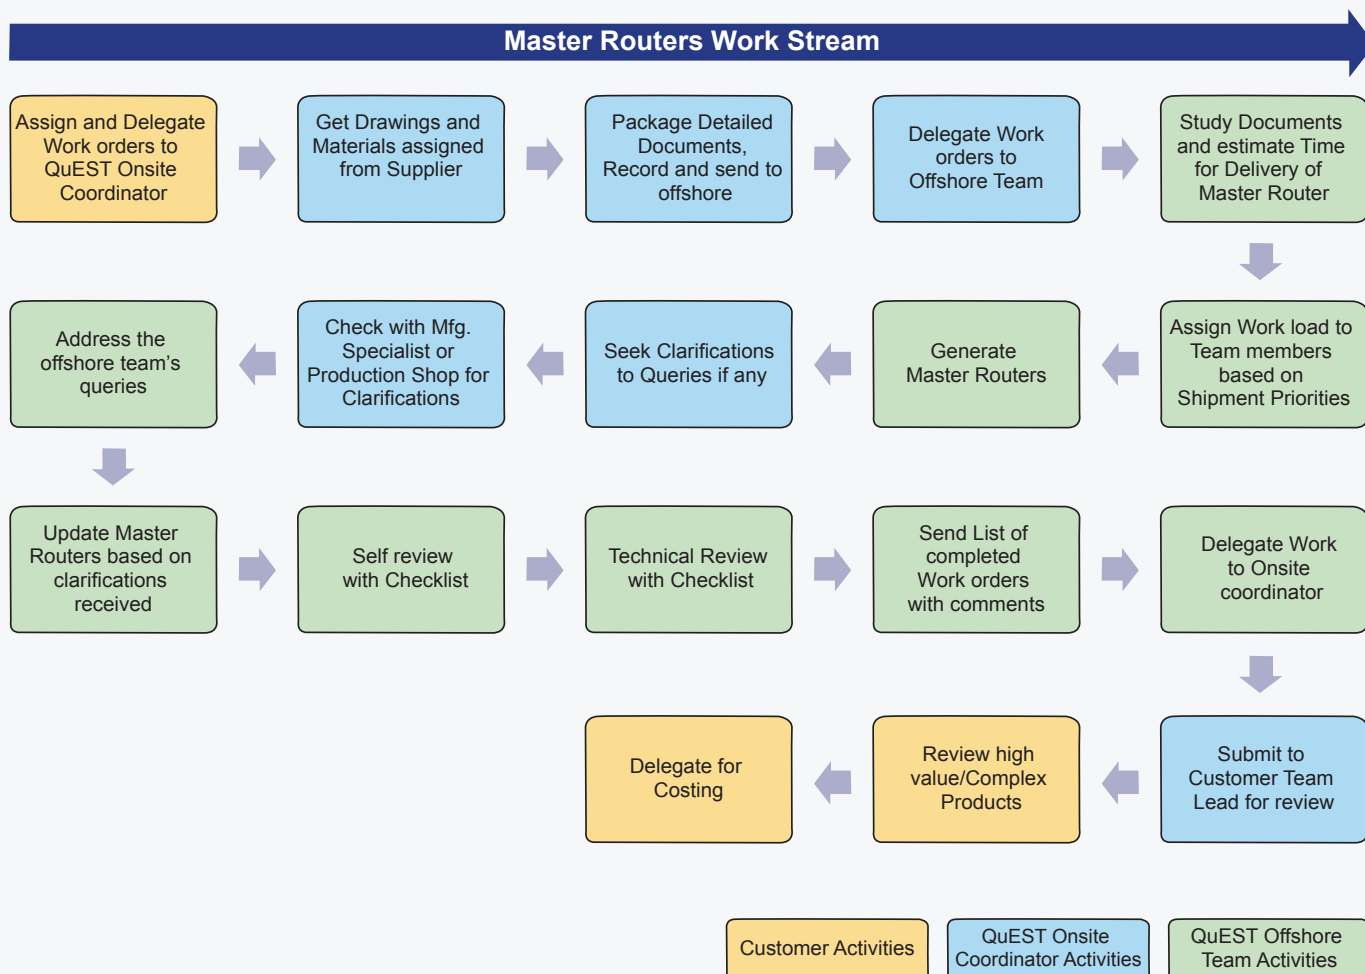 Master Routers Work Stream
Assign and Delegate
Work orders to
QuEST Onsite
Coordinator
Get Drawings and
Materials assigned
from Supplier
Package Detailed
Documents,
Record and send to
offshore
Delegate Work
orders to
Offshore Team
Study Documents
and estimate Time
for Delivery of
Master Router
Assign Work load to
Team members
based on
Shipment Priorities
Generate
Master Routers
Seek Clarifications
to Queries if any
Check with Mfg.
Specialist or
Production Shop for
Clarifications
Address the
offshore team's
queries
Update Master
Routers based on
clarifications
received
Self review
with Checklist
Technical Review
with Checklist
Send List of
completed
Work orders
with comments
Delegate Work
to Onsite
coordinator
Submit to
Customer Team
Lead for review
Review high
value/Complex
Products
Delegate for
Costing
Customer Activities
QuEST Onsite
Coordinator Activities
QuEST Offshore
Team Activities